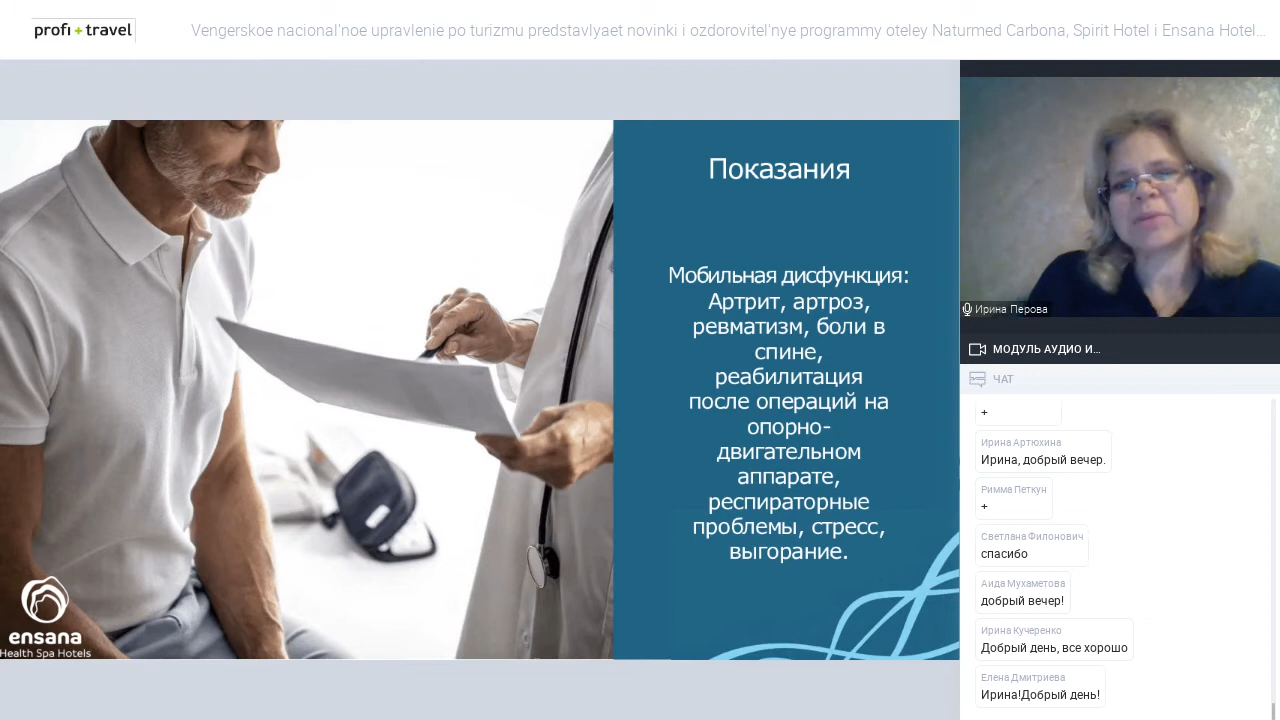 profi + travel
Vengerskoe nacional'noe upravlenie po turizmu predstavlyaet novinki i ozdorovitel'nye programmy oteley Naturmed Carbona, Spirit Hotel i Ensana Hotel...
Показания
Мобильная дисфункция:
Артрит, артроз,
ревматизм, боли в
спине,
реабилитация
после операций на
опорно-
двигательном
аппарате,
респираторные
проблемы, стресс,
выгорание.
ensana
Health Spa Hotels
Ирина Перова
МОДУЛЬ АУДИО И...
ЧАТ
+
Ирина Артюхина
Ирина, добрый вечер.
Римма Петкун
+
Светлана Филонович
спасибо
Аида Мухаметова
добрый вечер!
Ирина Кучеренко
Добрый день, все хорошо
Елена Дмитриева
Ирина!Добрый день!